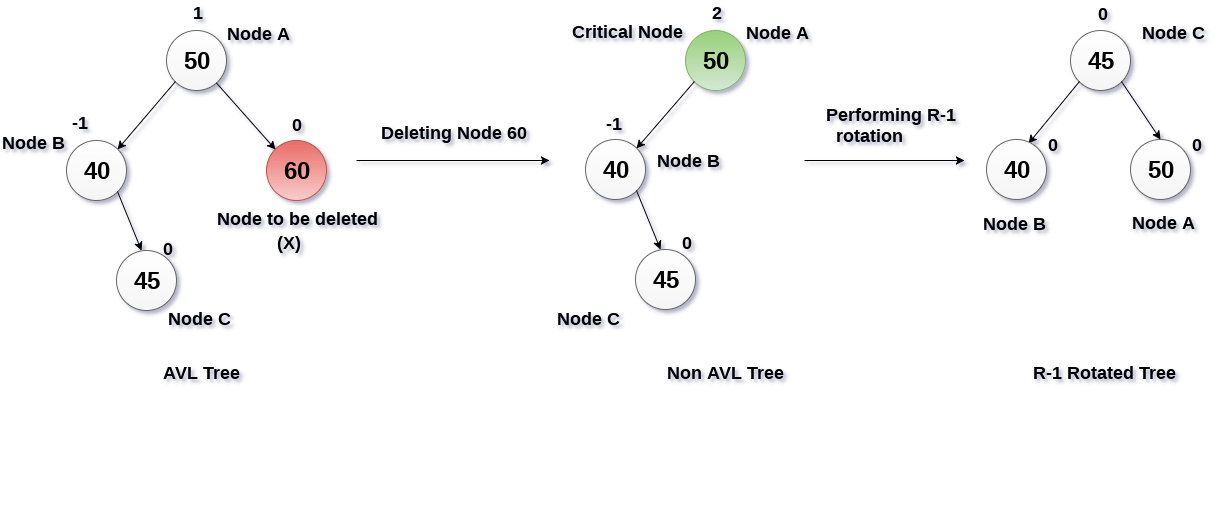 1
Node A
50
-1
Node B
40
0
60
Node to be deleted
(X)
0
45
Node C
AVL Tree
Deleting Node 60
2
Critical Node
Node A
50
-1
40
Node B
0
45
Node C
Non AVL Tree
Performing R-1
rotation
0
Node C
45
0
40
Node B
0
50
Node A
R-1 Rotated Tree